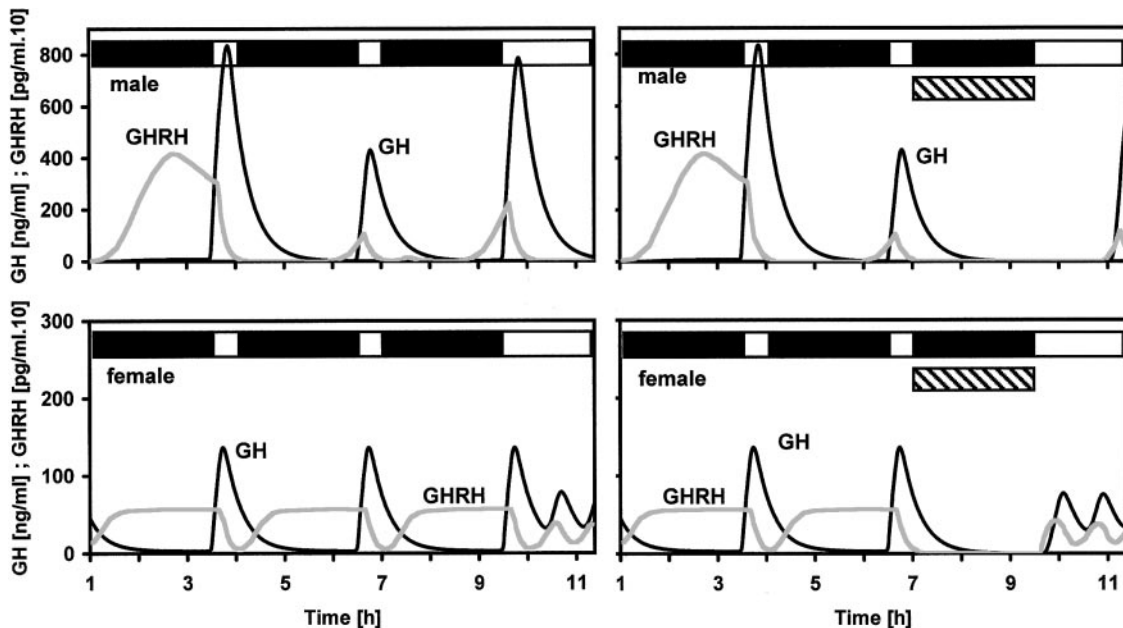 GH [ng/ml] ; GHRH [pg/ml.10]
800
600
400
200
0
male
GHRH
GH
male
GHRH
GH
GH [ng/ml] ; GHRH [pg/ml.10]
300
200
100
0
female
GH
GHRH
1 3 5 7 9 11
Time [h]
female
GH
GHRH
1 3 5 7 9 11
Time [h]